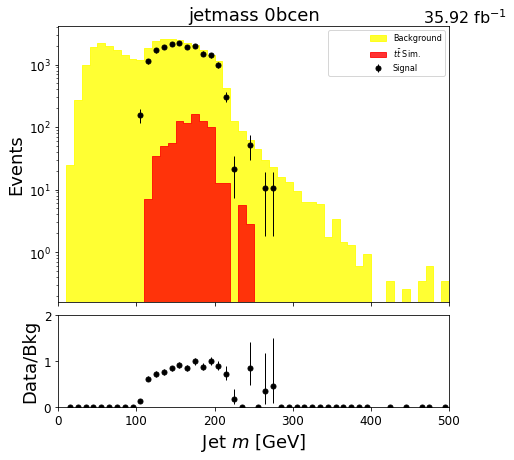 jetmass 0bcen
35.92 fb⁻¹
Background
tt̄ Sim.
Signal
Events
10³
10²
10¹
10⁰
Data/Bkg
2
1
0
0 100 200 300 400 500
Jet m [GeV]